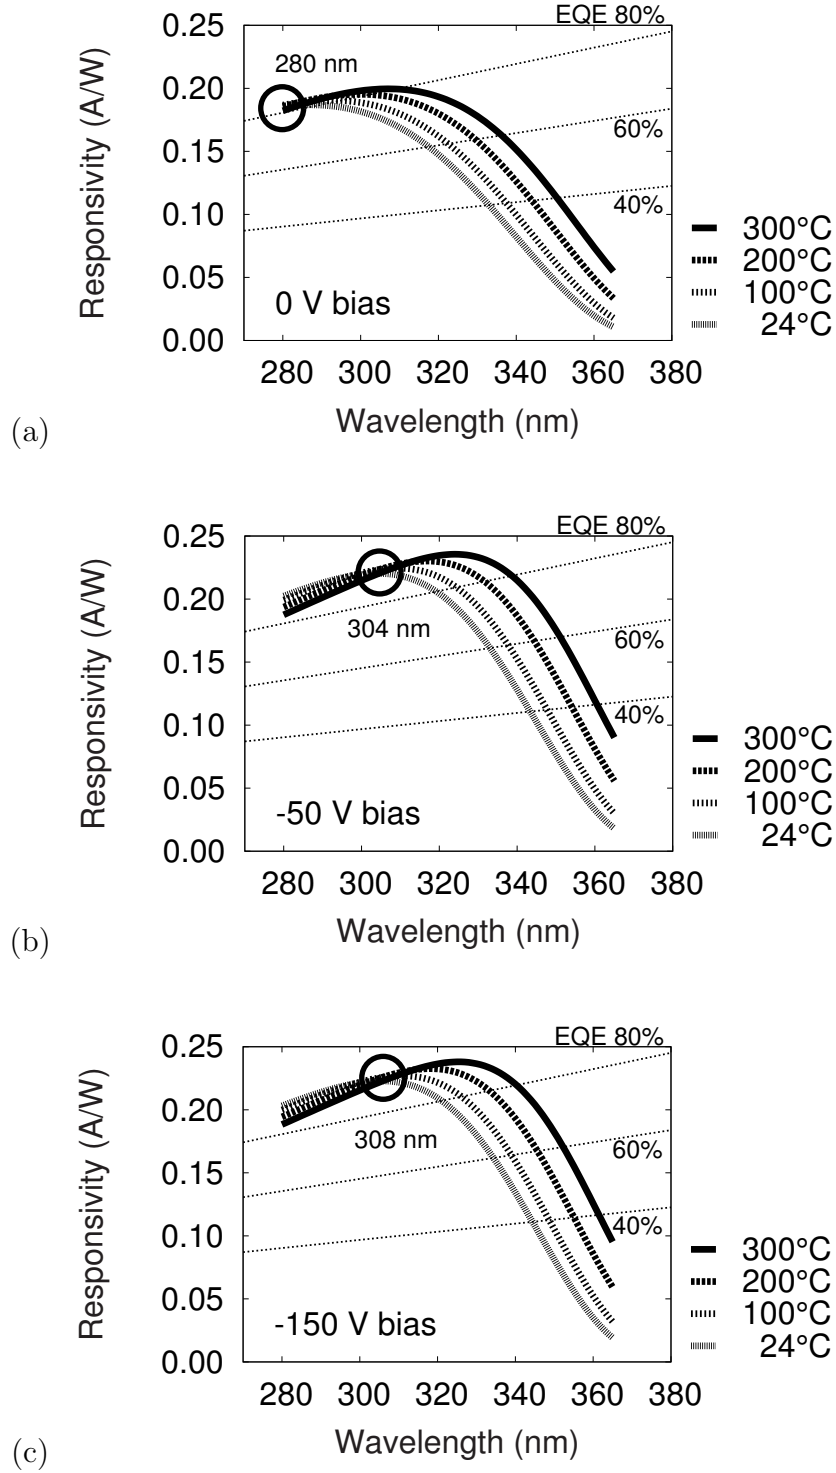 EQE 80%
0.25
280 nm
0.20
60%
0.15
40%
0.10
300°C
200°C
0.05
0 V bias
100°C
24°C
0.00
280 300 320 340 360 380
Wavelength (nm)
Responsivity (A/W)
(a)
EQE 80%
0.25
0.20
304 nm
60%
0.15
40%
0.10
300°C
200°C
0.05
-50 V bias
100°C
24°C
0.00
280 300 320 340 360 380
Wavelength (nm)
Responsivity (A/W)
(b)
EQE 80%
0.25
0.20
308 nm
60%
0.15
40%
0.10
300°C
200°C
0.05
-150 V bias
100°C
24°C
0.00
280 300 320 340 360 380
Wavelength (nm)
Responsivity (A/W)
(c)